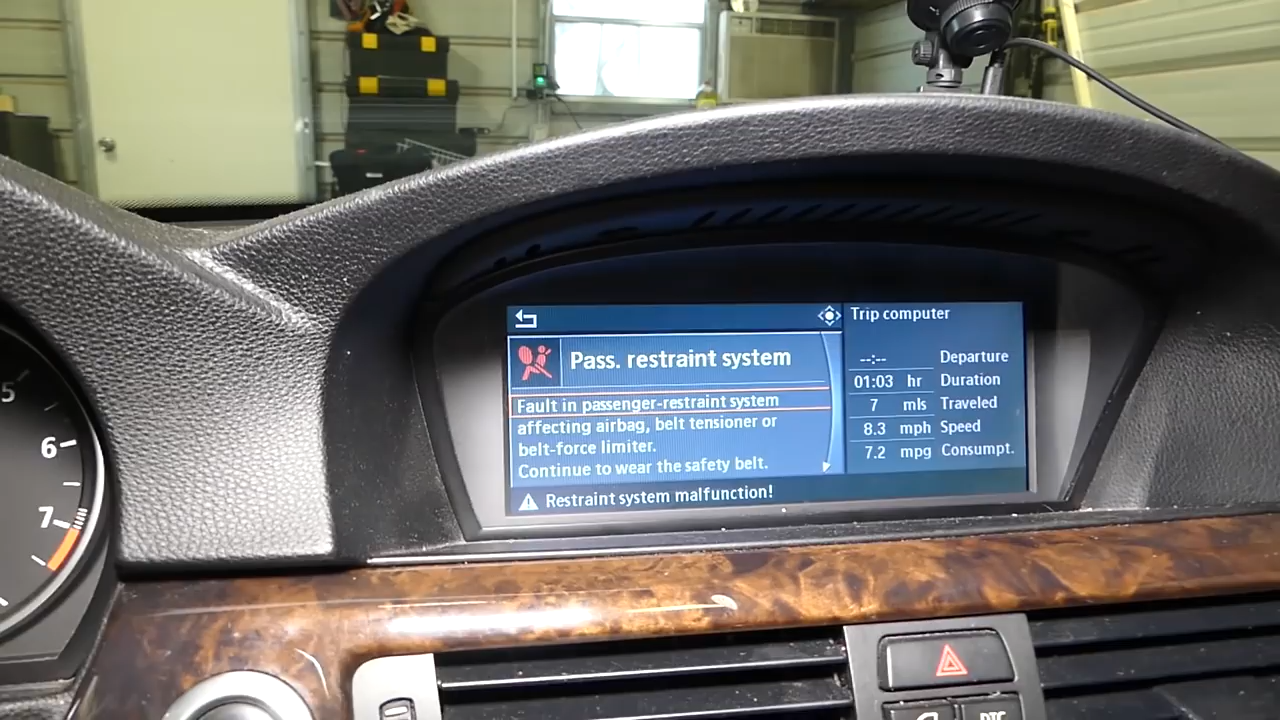 Pass. restraint system
Fault in passenger-restraint system
affecting airbag, belt tensioner or
belt-force limiter.
Continue to wear the safety belt.
Restraint system malfunction!
Trip computer
--:-- Departure
01:03 hr Duration
7 mls Traveled
8.3 mph Speed
7.2 mpg Consumpt.
5
6
7
DTC